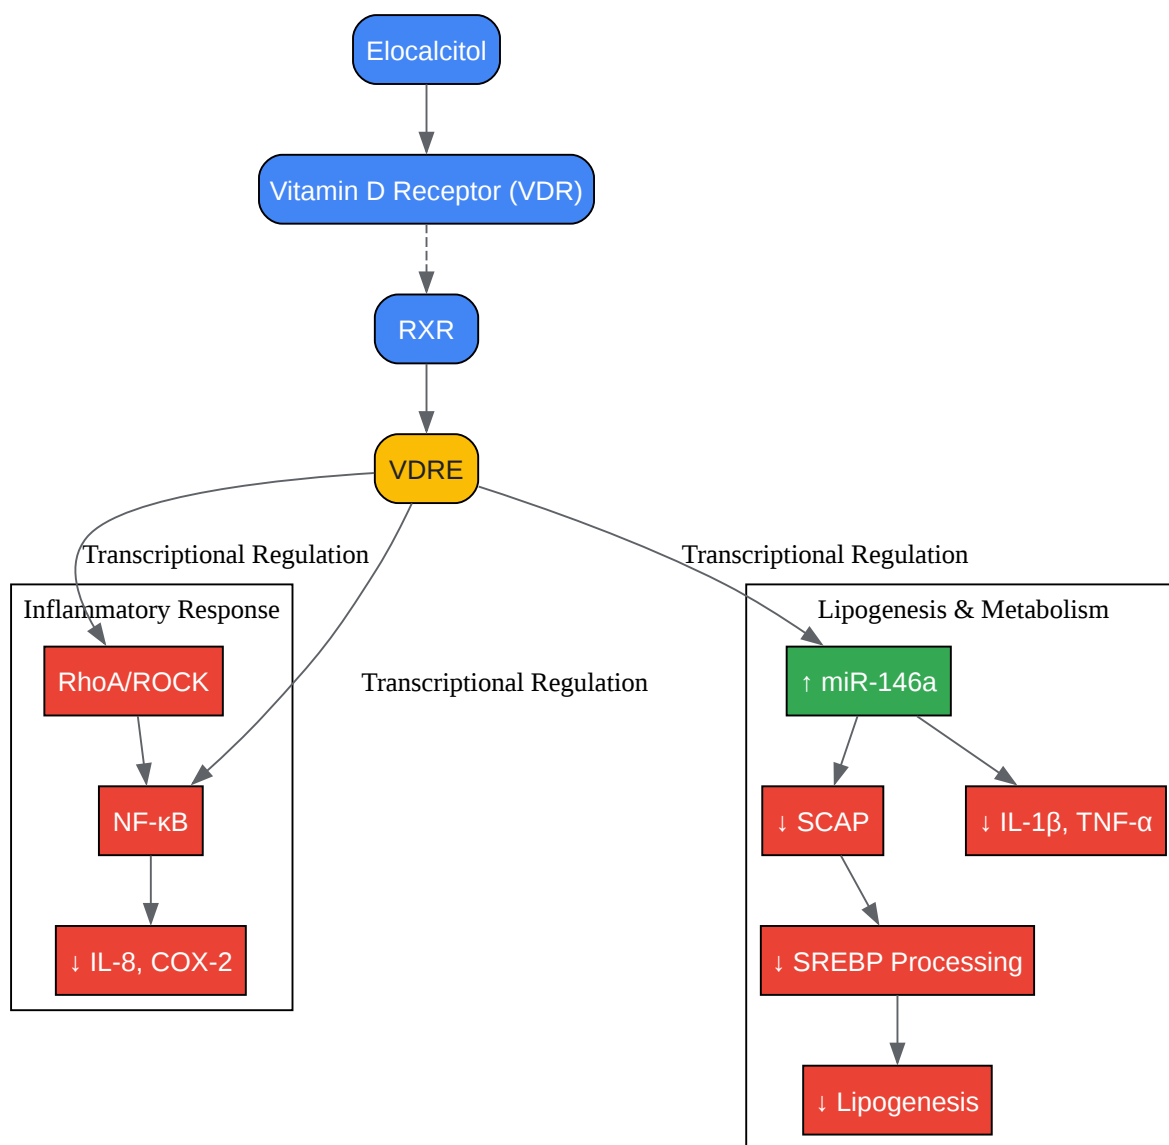 Elocalcitol
Vitamin D Receptor (VDR)
RXR
VDRE
Transcriptional Regulation
Transcriptional Regulation
Inflammatory Response
Lipogenesis & Metabolism
RhoA/ROCK
Transcriptional Regulation
↑ miR-146a
NF-κB
↓ SCAP
↓ IL-1β, TNF-α
↓ IL-8, COX-2
↓ SREBP Processing
↓ Lipogenesis